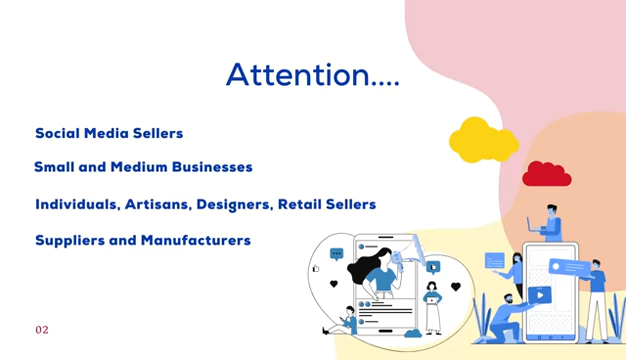 Attention....
Social Media Sellers
Small and Medium Businesses
Individuals, Artisans, Designers, Retail Sellers
Suppliers and Manufacturers
02